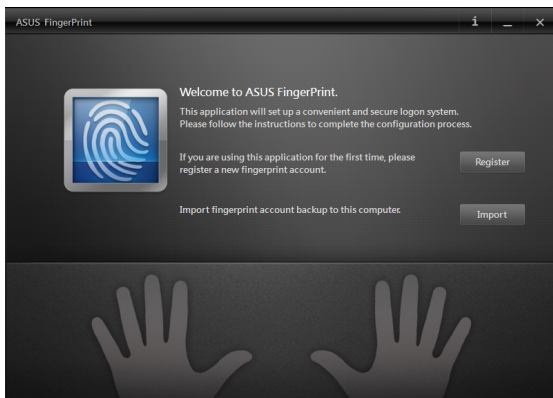 ASUS FingerPrint
i
Welcome to ASUS FingerPrint.
This application will set up a convenient and secure logon system.
Please follow the instructions to complete the configuration process.
If you are using this application for the first time, please
register a new fingerprint account.
Register
Import fingerprint account backup to this computer.
Import